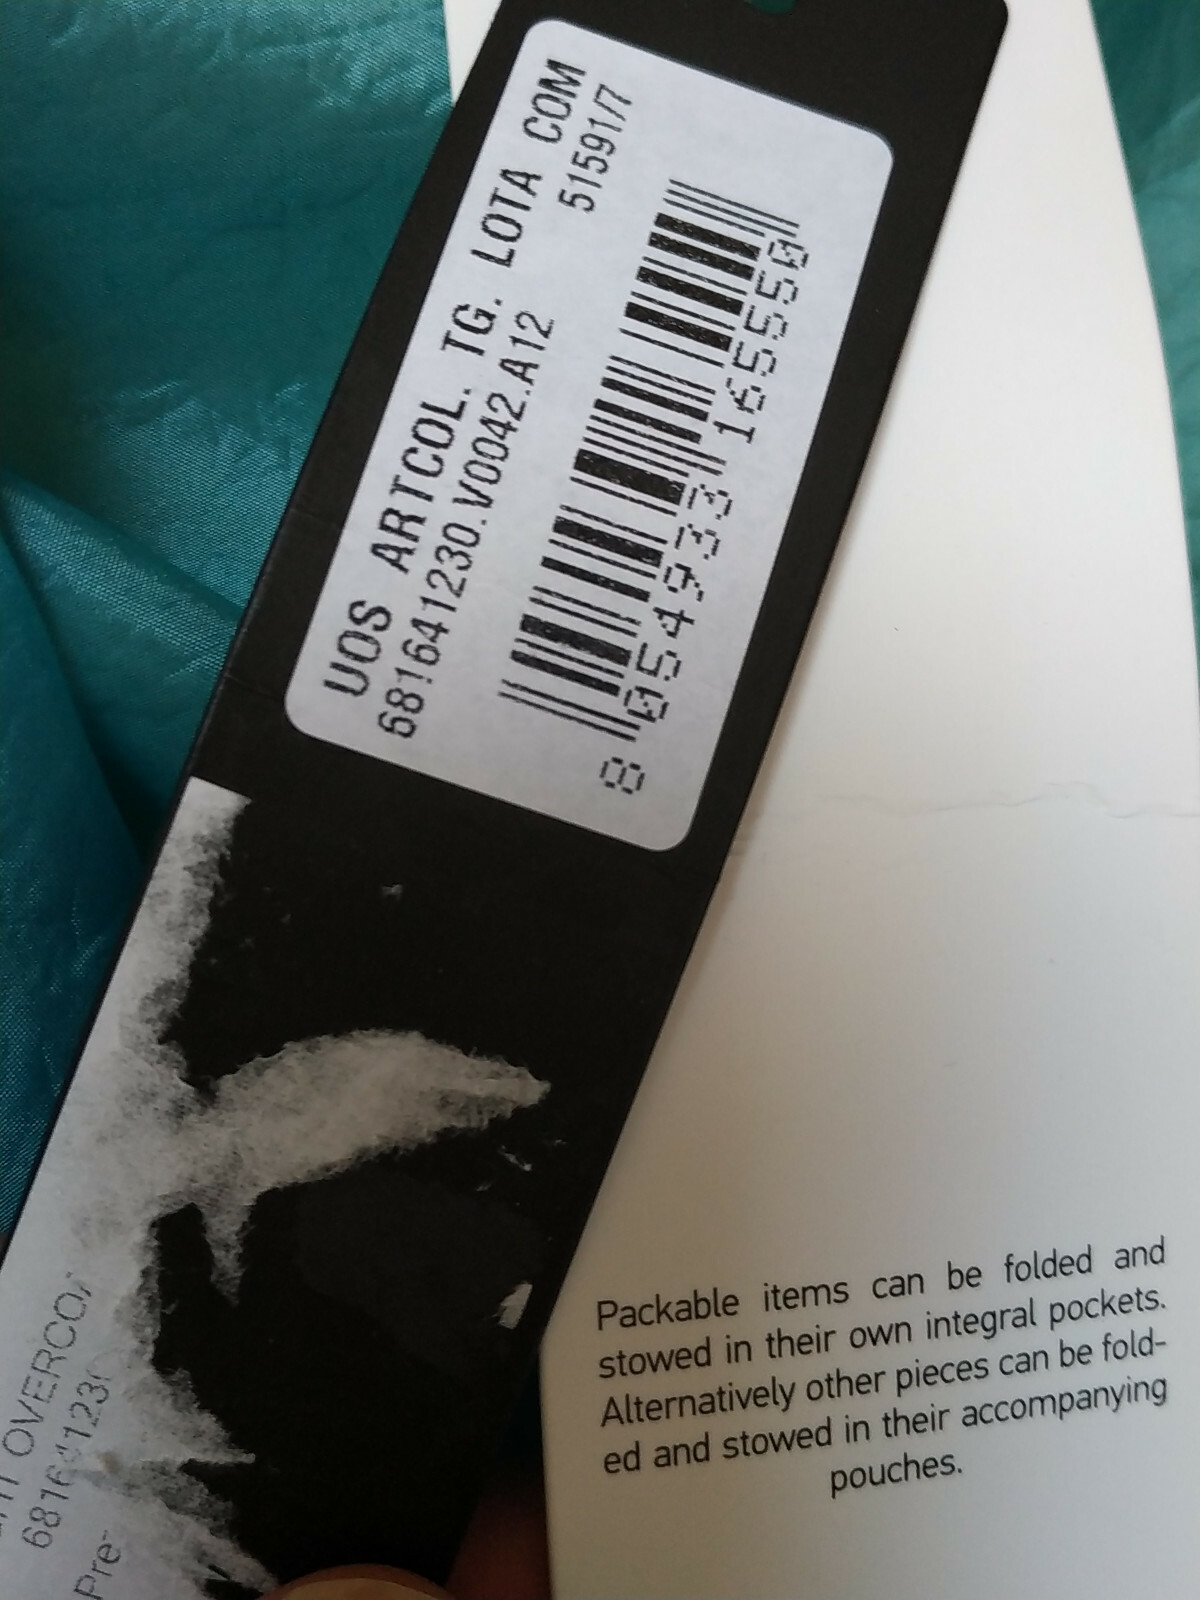 UOS ARTCOL. TG. LOTA COM
681641230.V0042.A12 51591/7
8 054933 165550
OVERCO
681641230
Pre
Packable items can be folded and
stowed in their own integral pockets.
Alternatively other pieces can be fold-
ed and stowed in their accompanying
pouches.